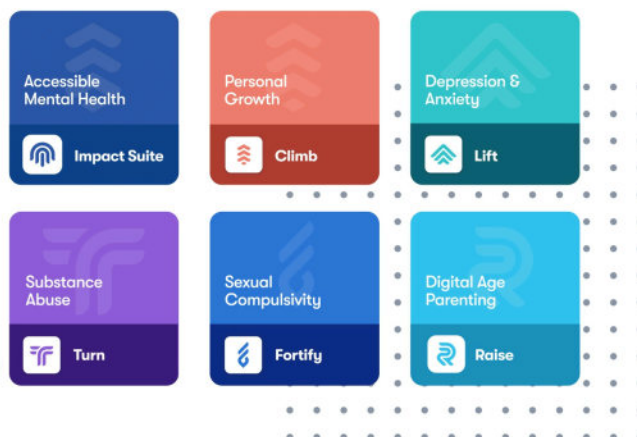 Accessible
Mental Health
Impact Suite
Personal
Growth
Climb
Depression &
Anxiety
Lift
Substance
Abuse
Turn
Sexual
Compulsivity
Fortify
Digital Age
Parenting
Raise